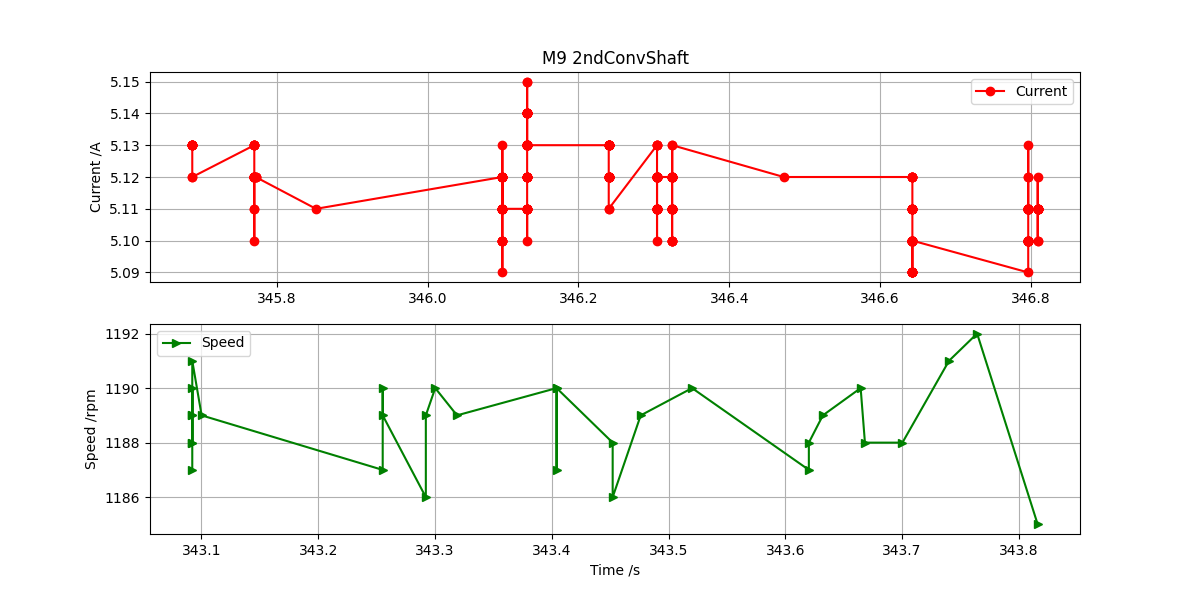 M9 2ndConvShaft
5.15
5.14
5.13
5.12
5.11
5.10
5.09
Current /A
Current
345.8 346.0 346.2 346.4 346.6 346.8
1192
1190
1188
1186
Speed /rpm
Speed
343.1 343.2 343.3 343.4 343.5 343.6 343.7 343.8
Time /s